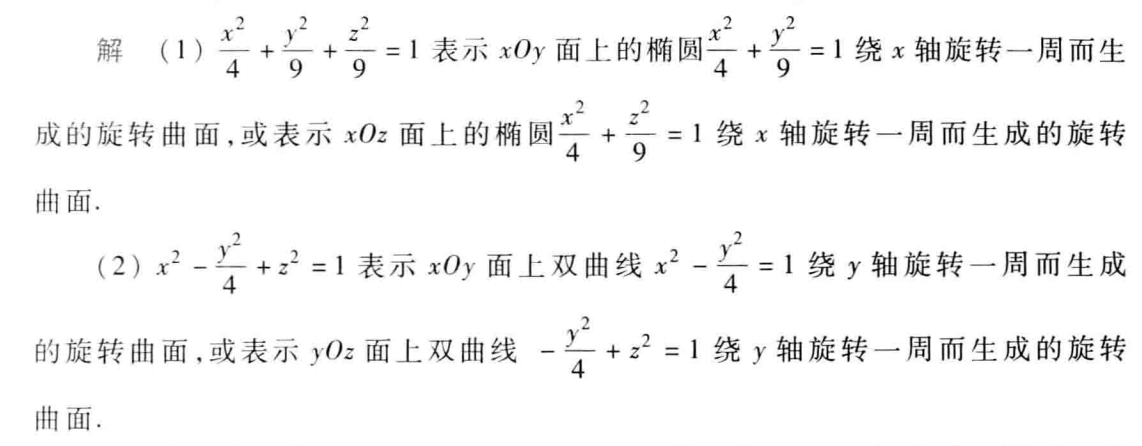 解 (1) $\frac{x^2}{4} + \frac{y^2}{9} + \frac{z^2}{9} = 1$ 表示 $xOy$ 面上的椭圆$\frac{x^2}{4} + \frac{y^2}{9} = 1$ 绕 $x$ 轴旋转一周而生
成的旋转曲面,或表示 $xOz$ 面上的椭圆$\frac{x^2}{4} + \frac{z^2}{9} = 1$ 绕 $x$ 轴旋转一周而生成的旋转
曲面.
(2) $x^2 - \frac{y^2}{4} + z^2 = 1$ 表示 $xOy$ 面上双曲线 $x^2 - \frac{y^2}{4} = 1$ 绕 $y$ 轴旋转一周而生成
的旋转曲面,或表示 $yOz$ 面上双曲线 $-\frac{y^2}{4} + z^2 = 1$ 绕 $y$ 轴旋转一周而生成的旋转
曲面.